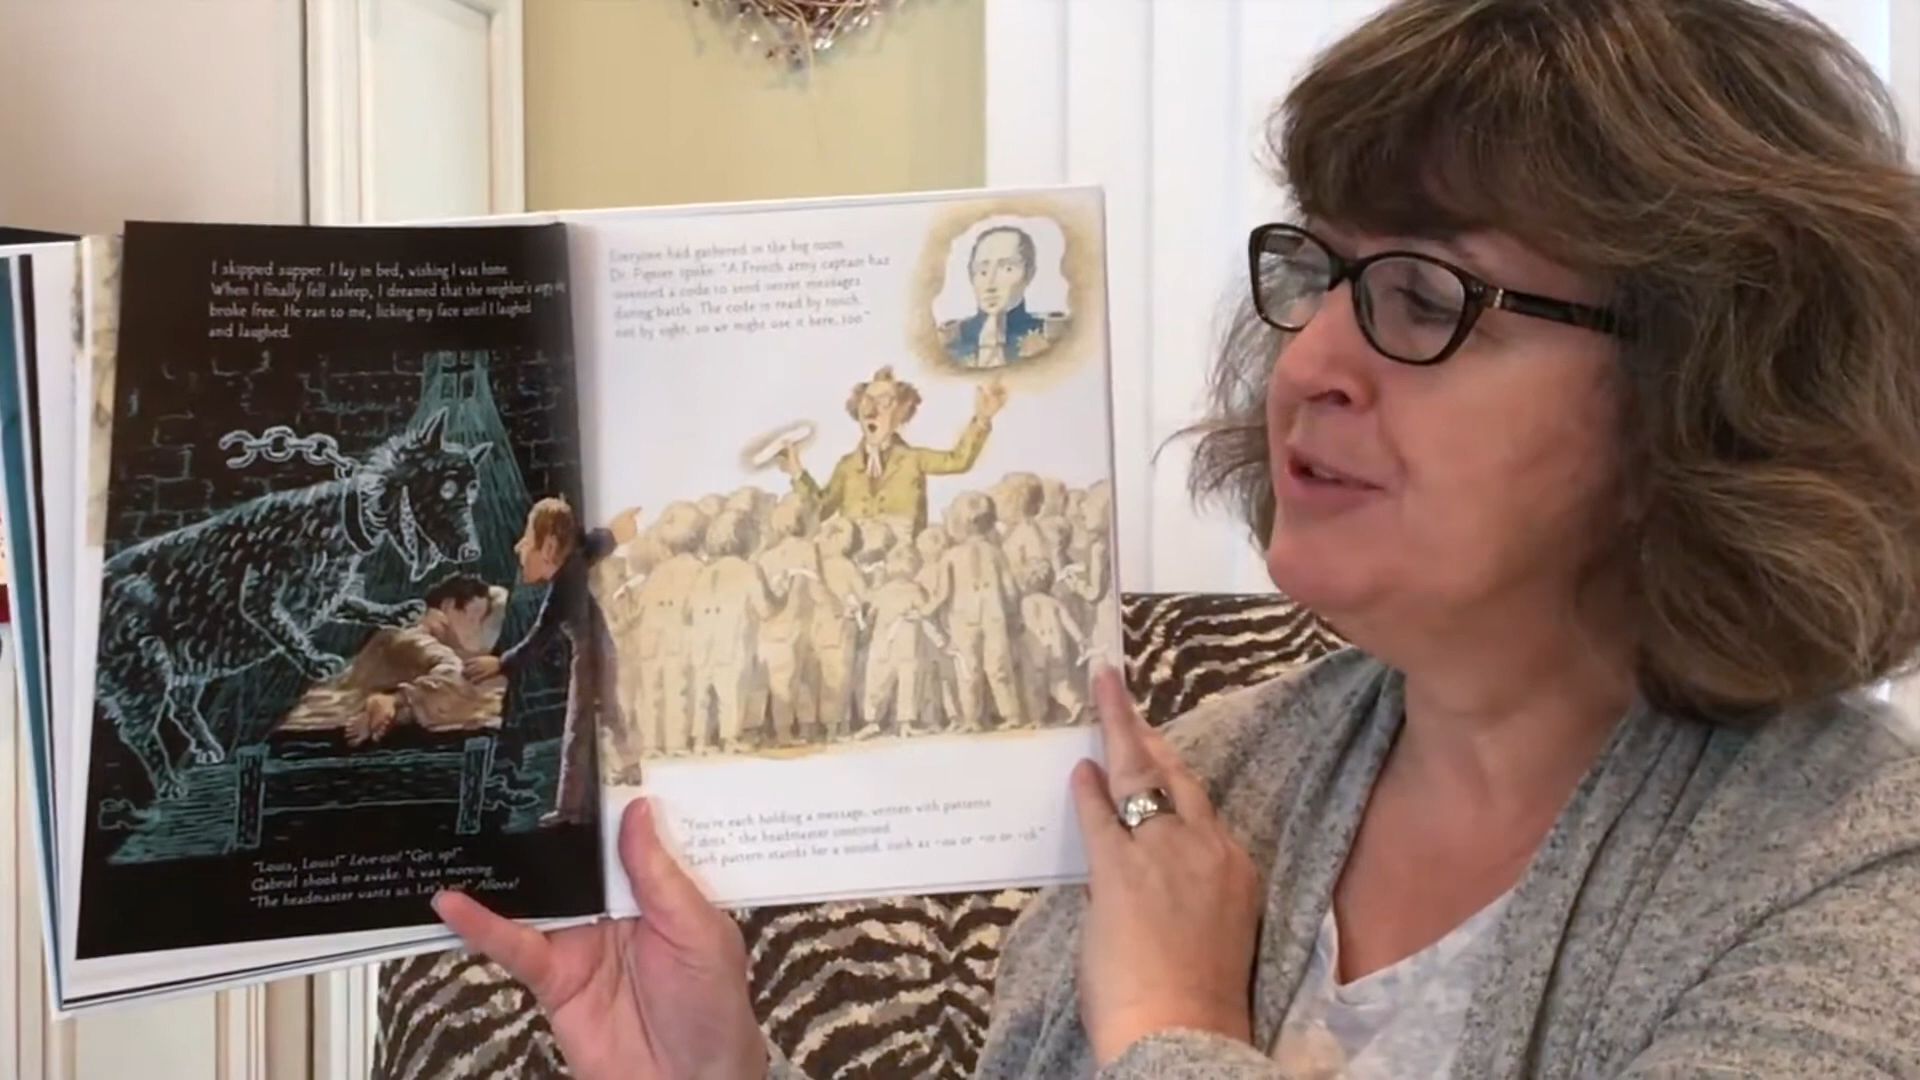 I skipped supper. I lay in bed, wishing I was home.
When I finally fell asleep, I dreamed that the neighbor's angry
broke free. He ran to me, licking my face until I laughed
and laughed.
"Louis, Louis!" Lève-toi! "Get up!"
Gabriel shook me awake. It was morning.
"The headmaster wants us. Let's go!" Allons!
Everyone had gathered in the big room.
Dr. Pignier spoke. "A French army captain has
invented a code to send secret messages
during battle. The code is read by touch,
not by sight, so we might use it here, too."
"You're each holding a message, written with patterns
of dots," the headmaster continued.
"Each pattern stands for a sound, such as -ou or